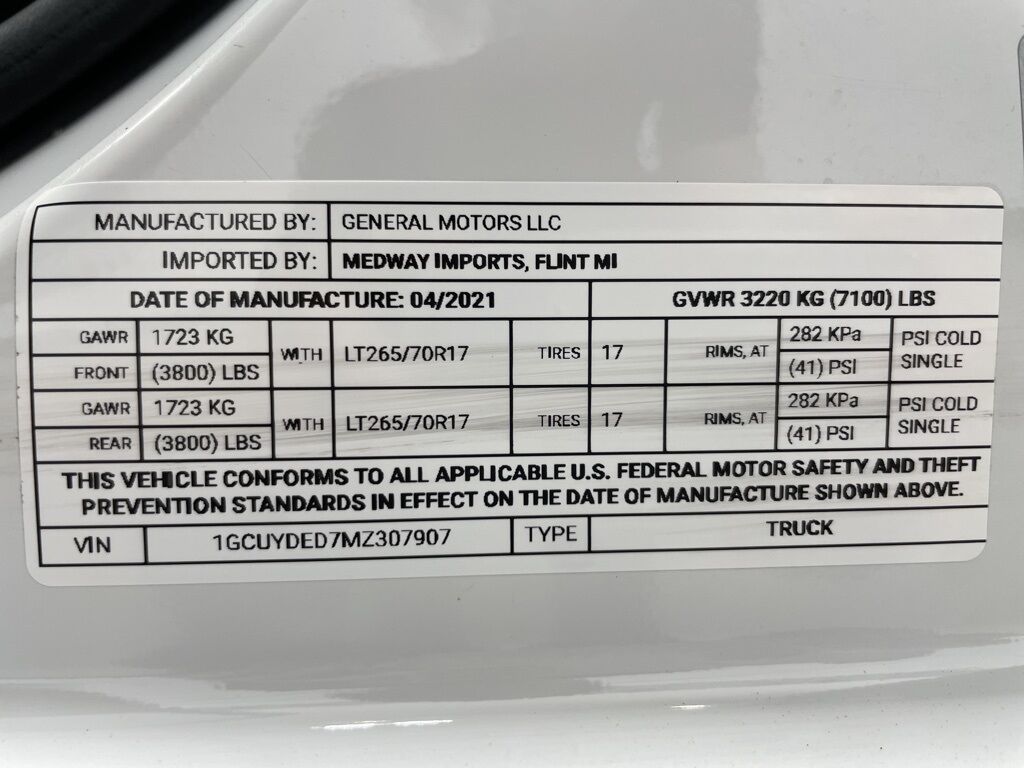 MANUFACTURED BY: GENERAL MOTORS LLC
IMPORTED BY: MEDWAY IMPORTS, FLINT MI
DATE OF MANUFACTURE: 04/2021 GVWR 3220 KG (7100) LBS
GAWR 1723 KG WITH LT265/70R17 TIRES 17 RIMS, AT 282 KPa PSI COLD
FRONT (3800) LBS (41) PSI SINGLE
GAWR 1723 KG WITH LT265/70R17 TIRES 17 RIMS, AT 282 KPa PSI COLD
REAR (3800) LBS (41) PSI SINGLE
THIS VEHICLE CONFORMS TO ALL APPLICABLE U.S. FEDERAL MOTOR SAFETY AND THEFT
PREVENTION STANDARDS IN EFFECT ON THE DATE OF MANUFACTURE SHOWN ABOVE.
VIN 1GCUYDED7MZ307907 TYPE TRUCK